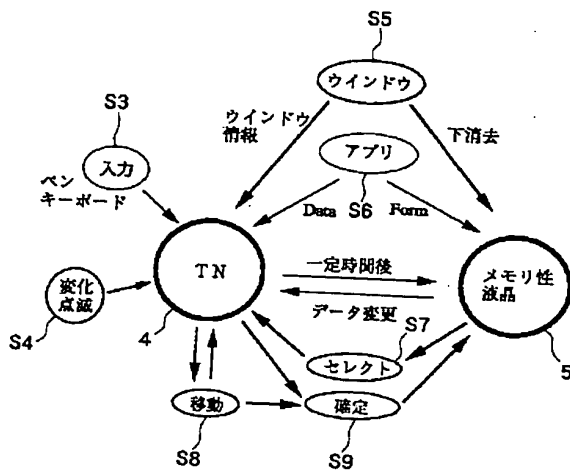 S5
ウインドウ
S3
ウインドウ
情報
下消去
入力
アプリ
ペン
キーボード
Data
S6
Form
TN
一定時間後
メモリ性
液晶
変化
点滅
データ変更
S7
S4
4
セレクト
5
移動
確定
S8
S9